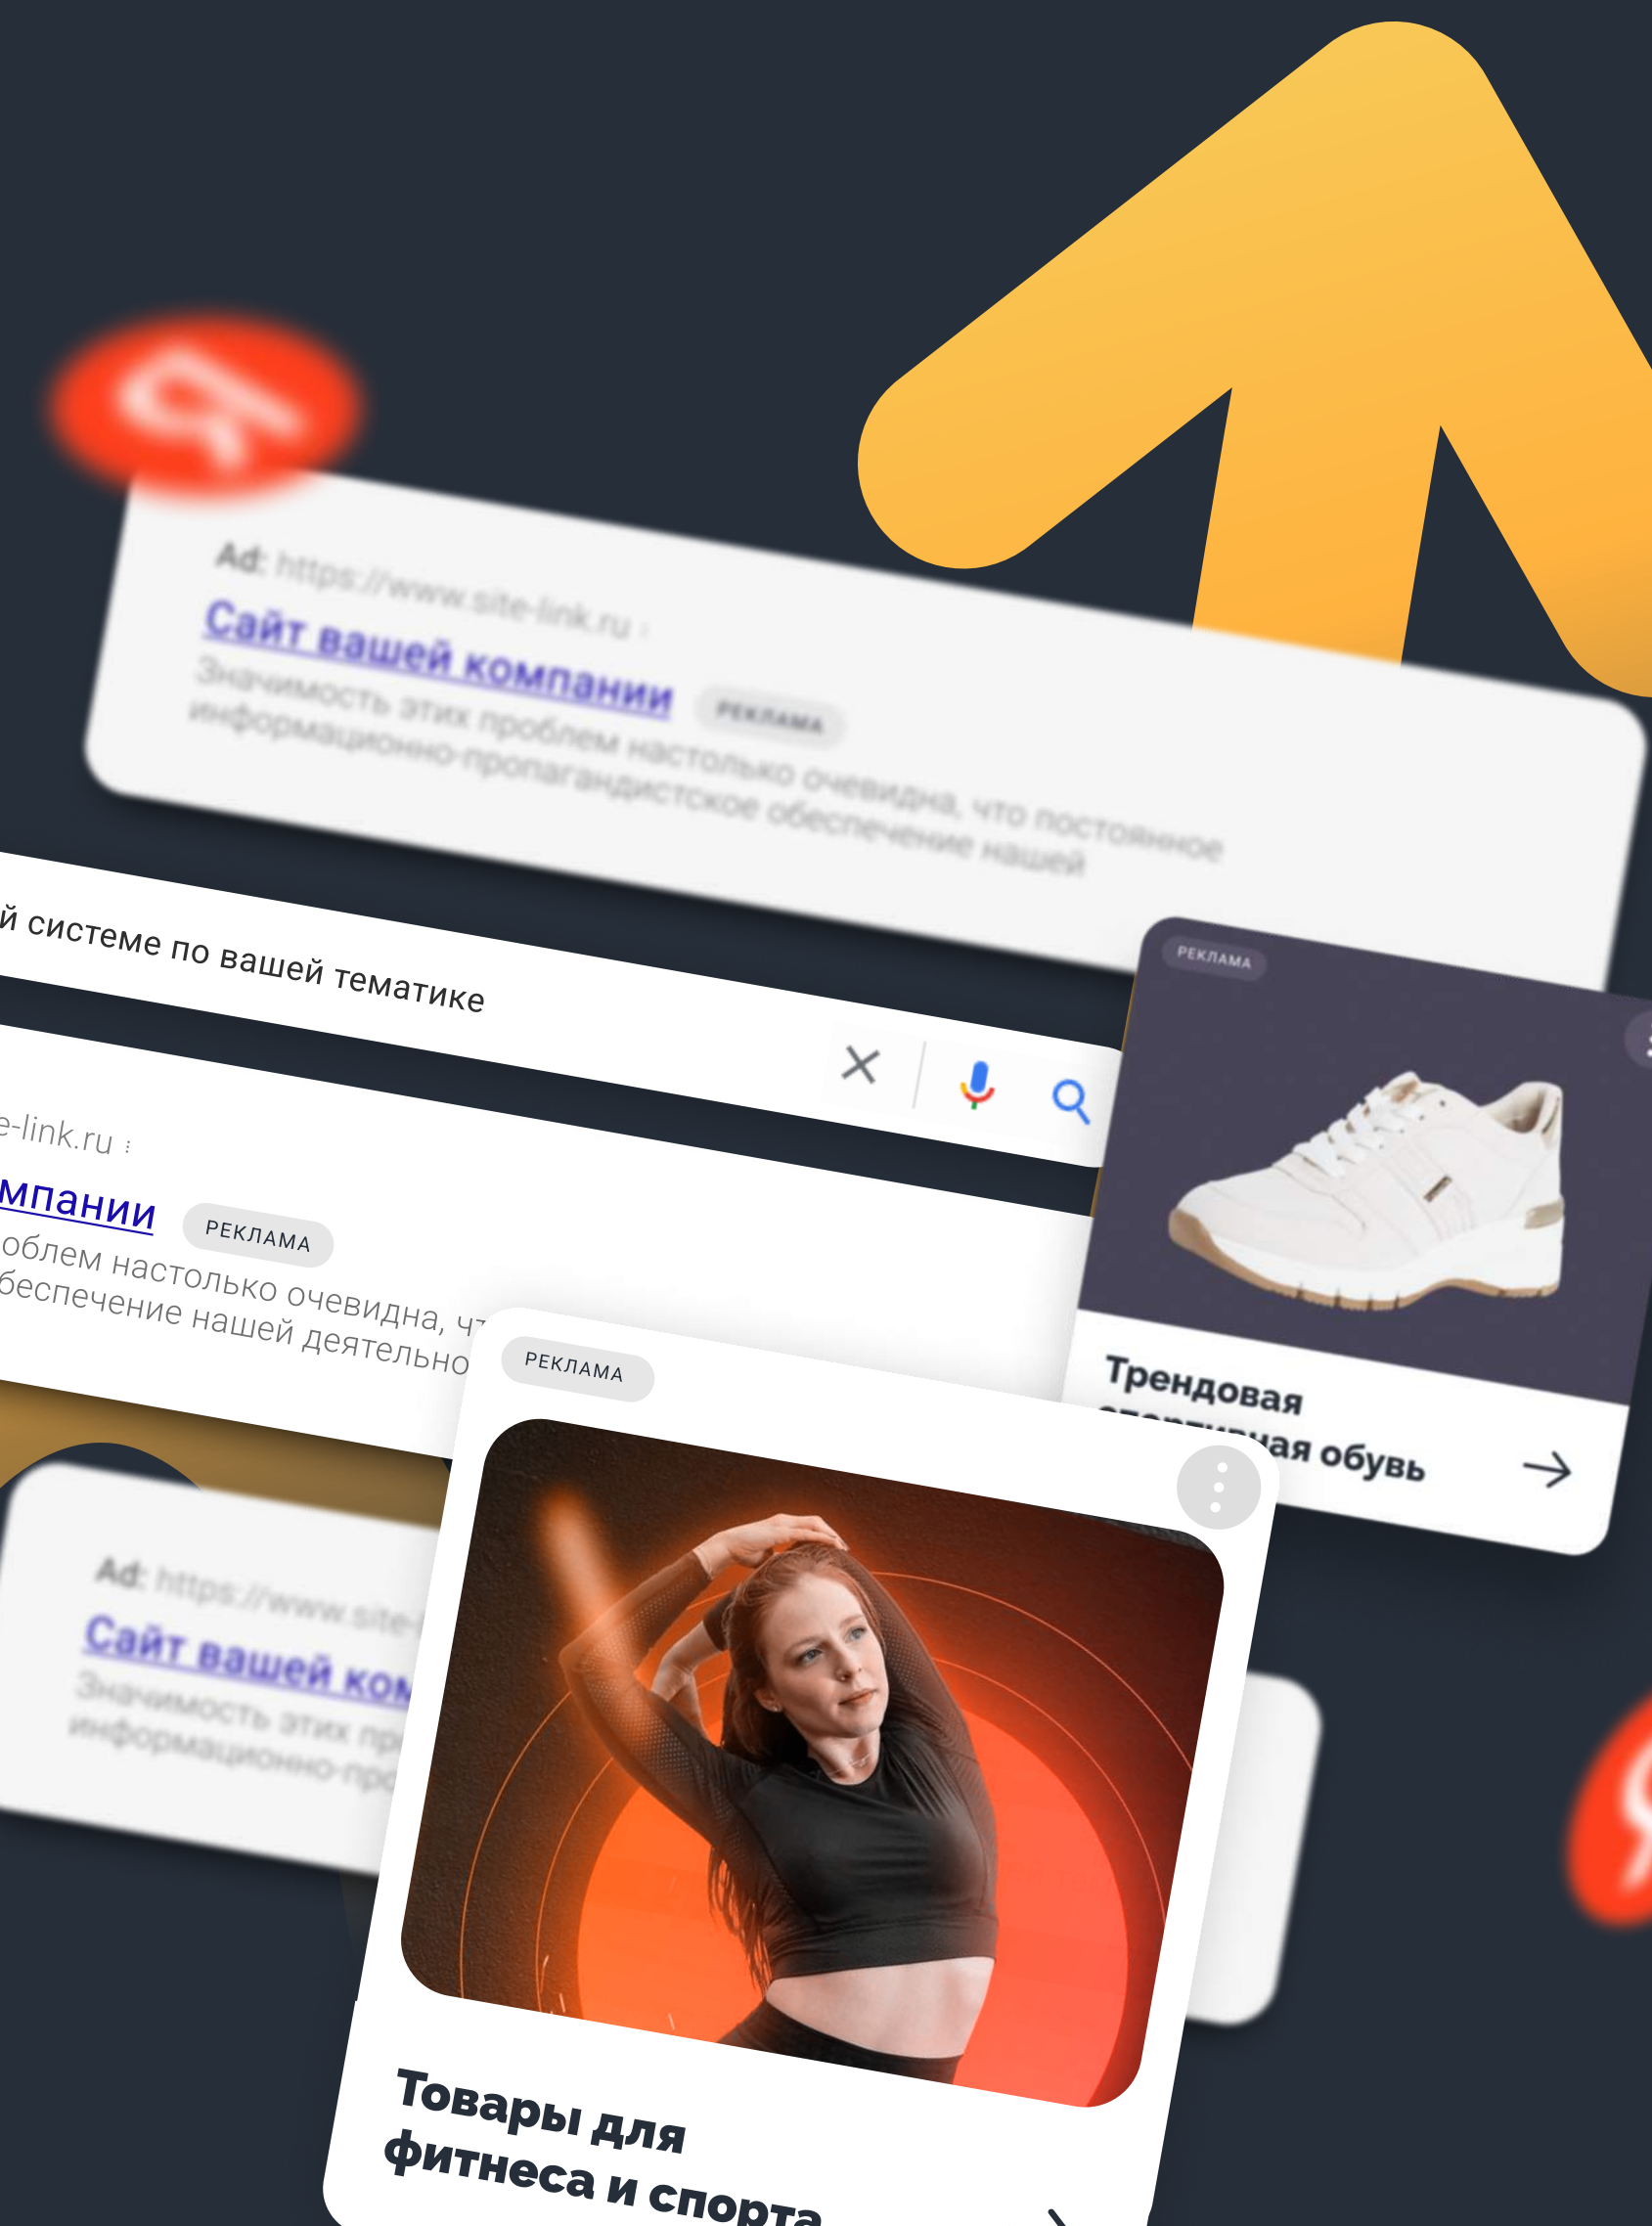 Я
Ad: https://www.site-link.ru
Сайт вашей компании
РЕКЛАМА
Значимость этих проблем настолько очевидна, что постоянное
информационно-пропагандистское обеспечение нашей
й системе по вашей тематике
РЕКЛАМА
Трендовая
спортивная обувь
e-link.ru
мпании
РЕКЛАМА
облем настолько очевидна, чт
беспечение нашей деятельно
РЕКЛАМА
Ad: https://www.site-
Сайт вашей ком
Значимость этих пр
информационно-про
Товары для
фитнеса и спорта